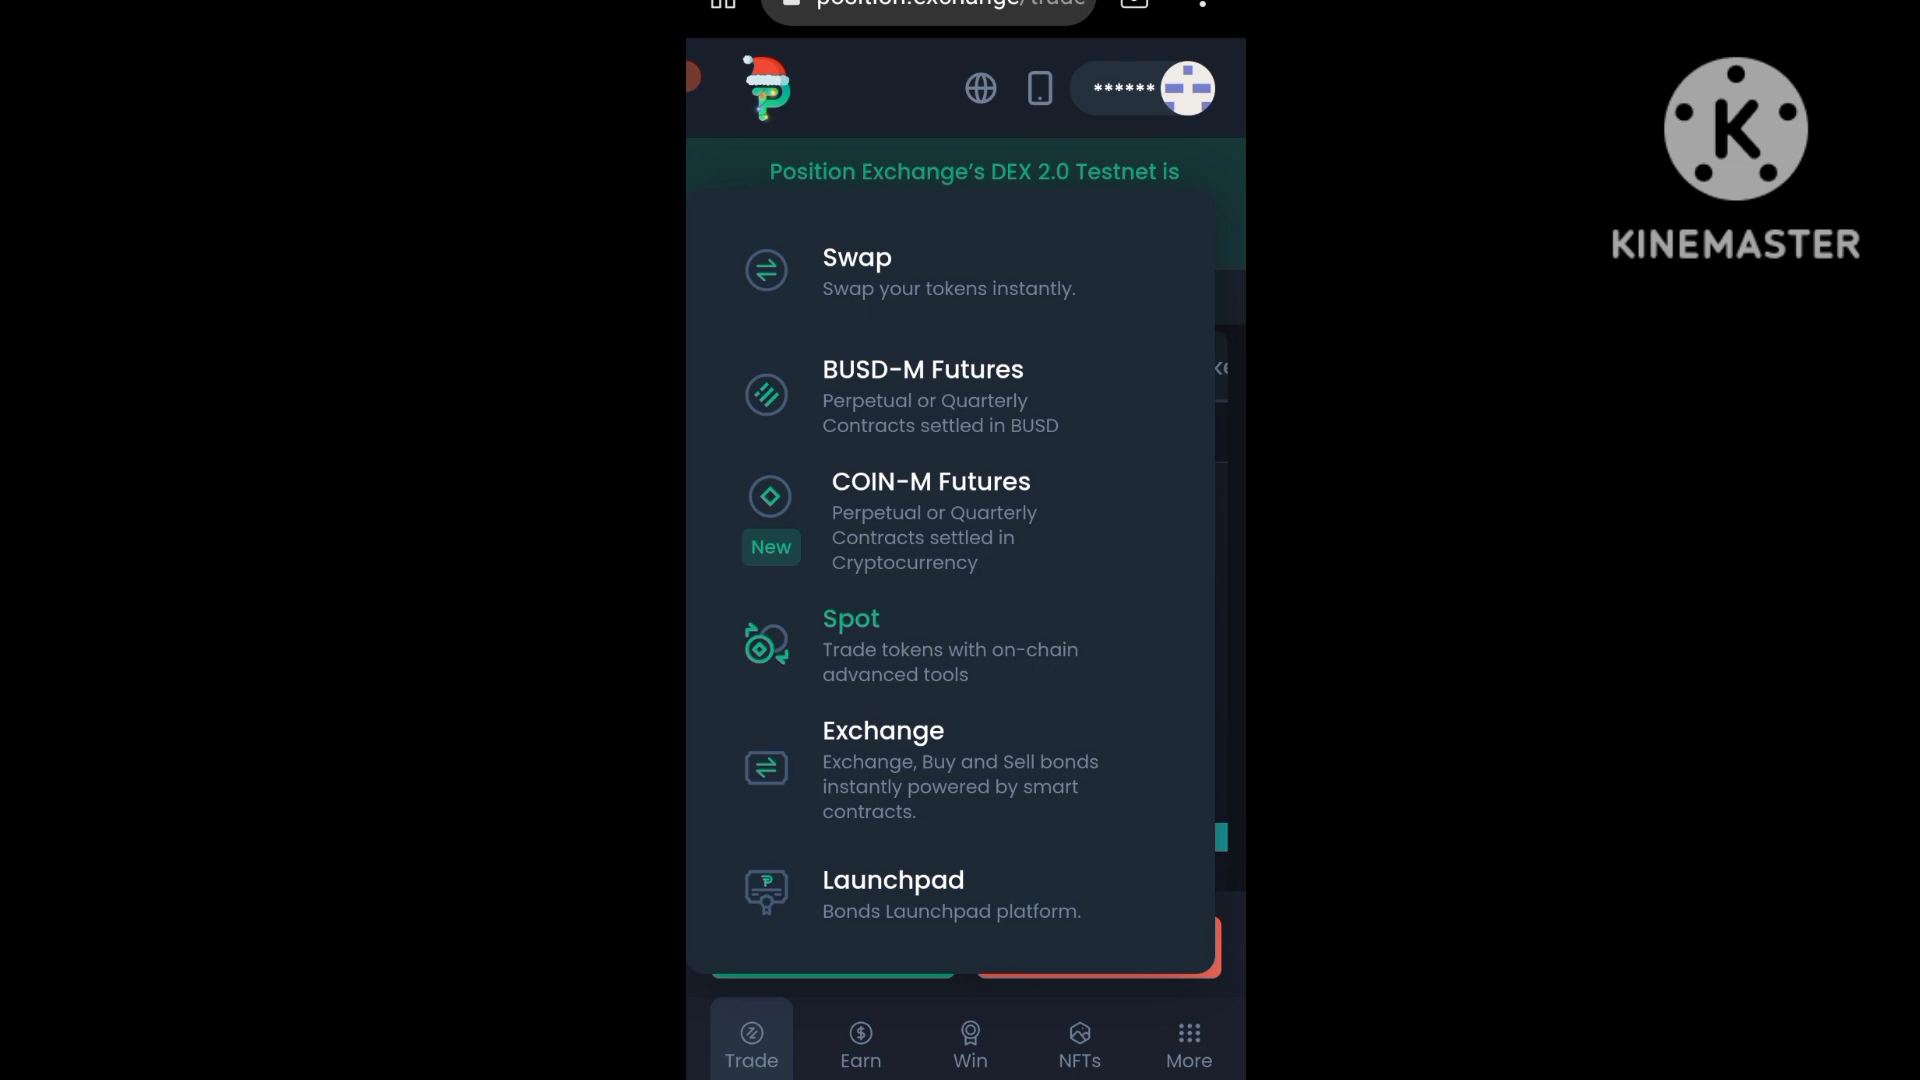 position.exchange/trade
******
KINEMASTER
Position Exchange’s DEX 2.0 Testnet is
Swap
Swap your tokens instantly.
BUSD-M Futures
Perpetual or Quarterly
Contracts settled in BUSD
COIN-M Futures
Perpetual or Quarterly
Contracts settled in
Cryptocurrency
New
Spot
Trade tokens with on-chain
advanced tools
Exchange
Exchange, Buy and Sell bonds
instantly powered by smart
contracts.
Launchpad
Bonds Launchpad platform.
Trade
Earn
Win
NFTs
More